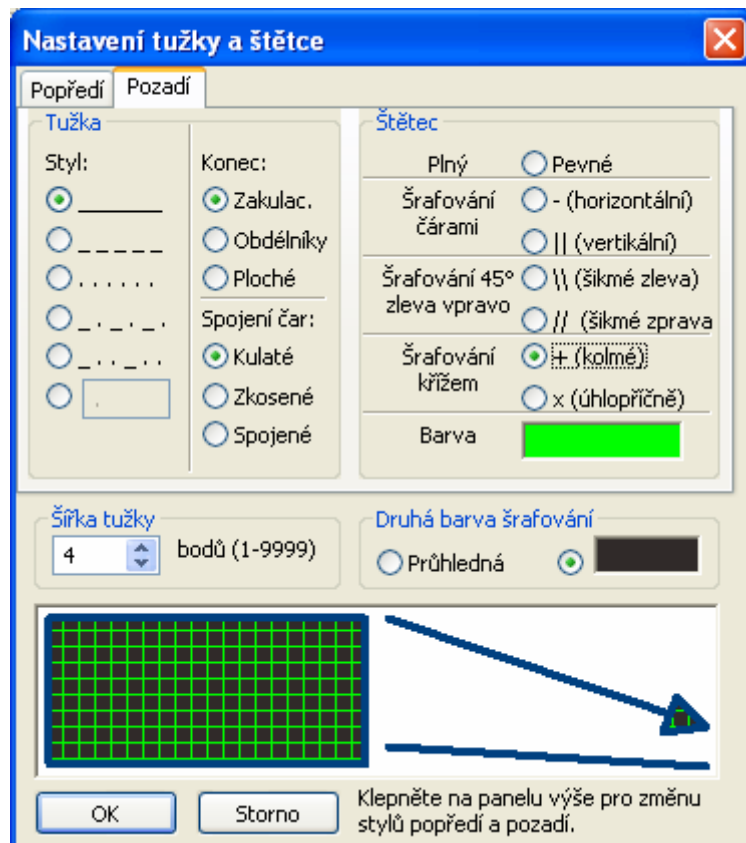 Nastavení tužky a štětce
Popředí
Pozadí
Tužka
Styl:
Konec:
Zakulac.
Obdélníky
Ploché
Spojení čar:
Kulaté
Zkosené
Spojené
Štětec
Plný
Pevné
Šrafování
čárami
- (horizontální)
|| (vertikální)
Šrafování 45°
zleva vpravo
\\ (šikmé zleva)
// (šikmé zprava
Šrafování
křížem
+ (kolmé)
x (úhlopříčně)
Barva
Šířka tužky
4
bodů (1-9999)
Druhá barva šrafování
Průhledná
OK
Storno
Klepněte na panelu výše pro změnu
stylů popředí a pozadí.